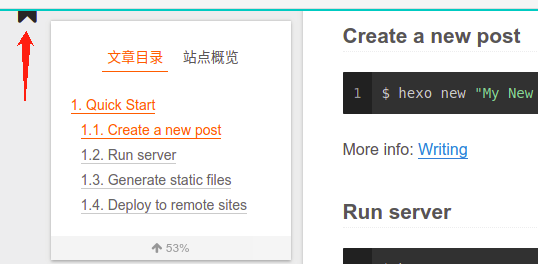 文章目录 站点概览
1. Quick Start
1.1. Create a new post
1.2. Run server
1.3. Generate static files
1.4. Deploy to remote sites
53%
Create a new post
1 $ hexo new "My New
More info: Writing
Run server